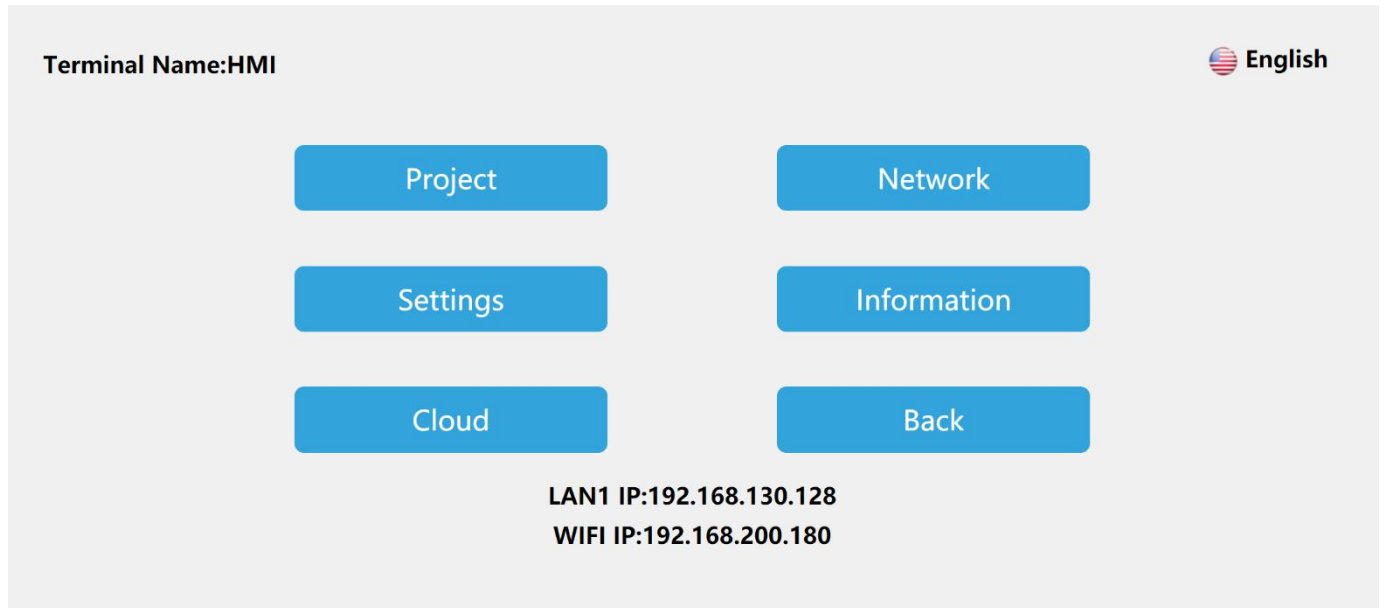 Terminal Name:HMI
English
Project
Network
Settings
Information
Cloud
Back
LAN1 IP:192.168.130.128
WIFI IP:192.168.200.180